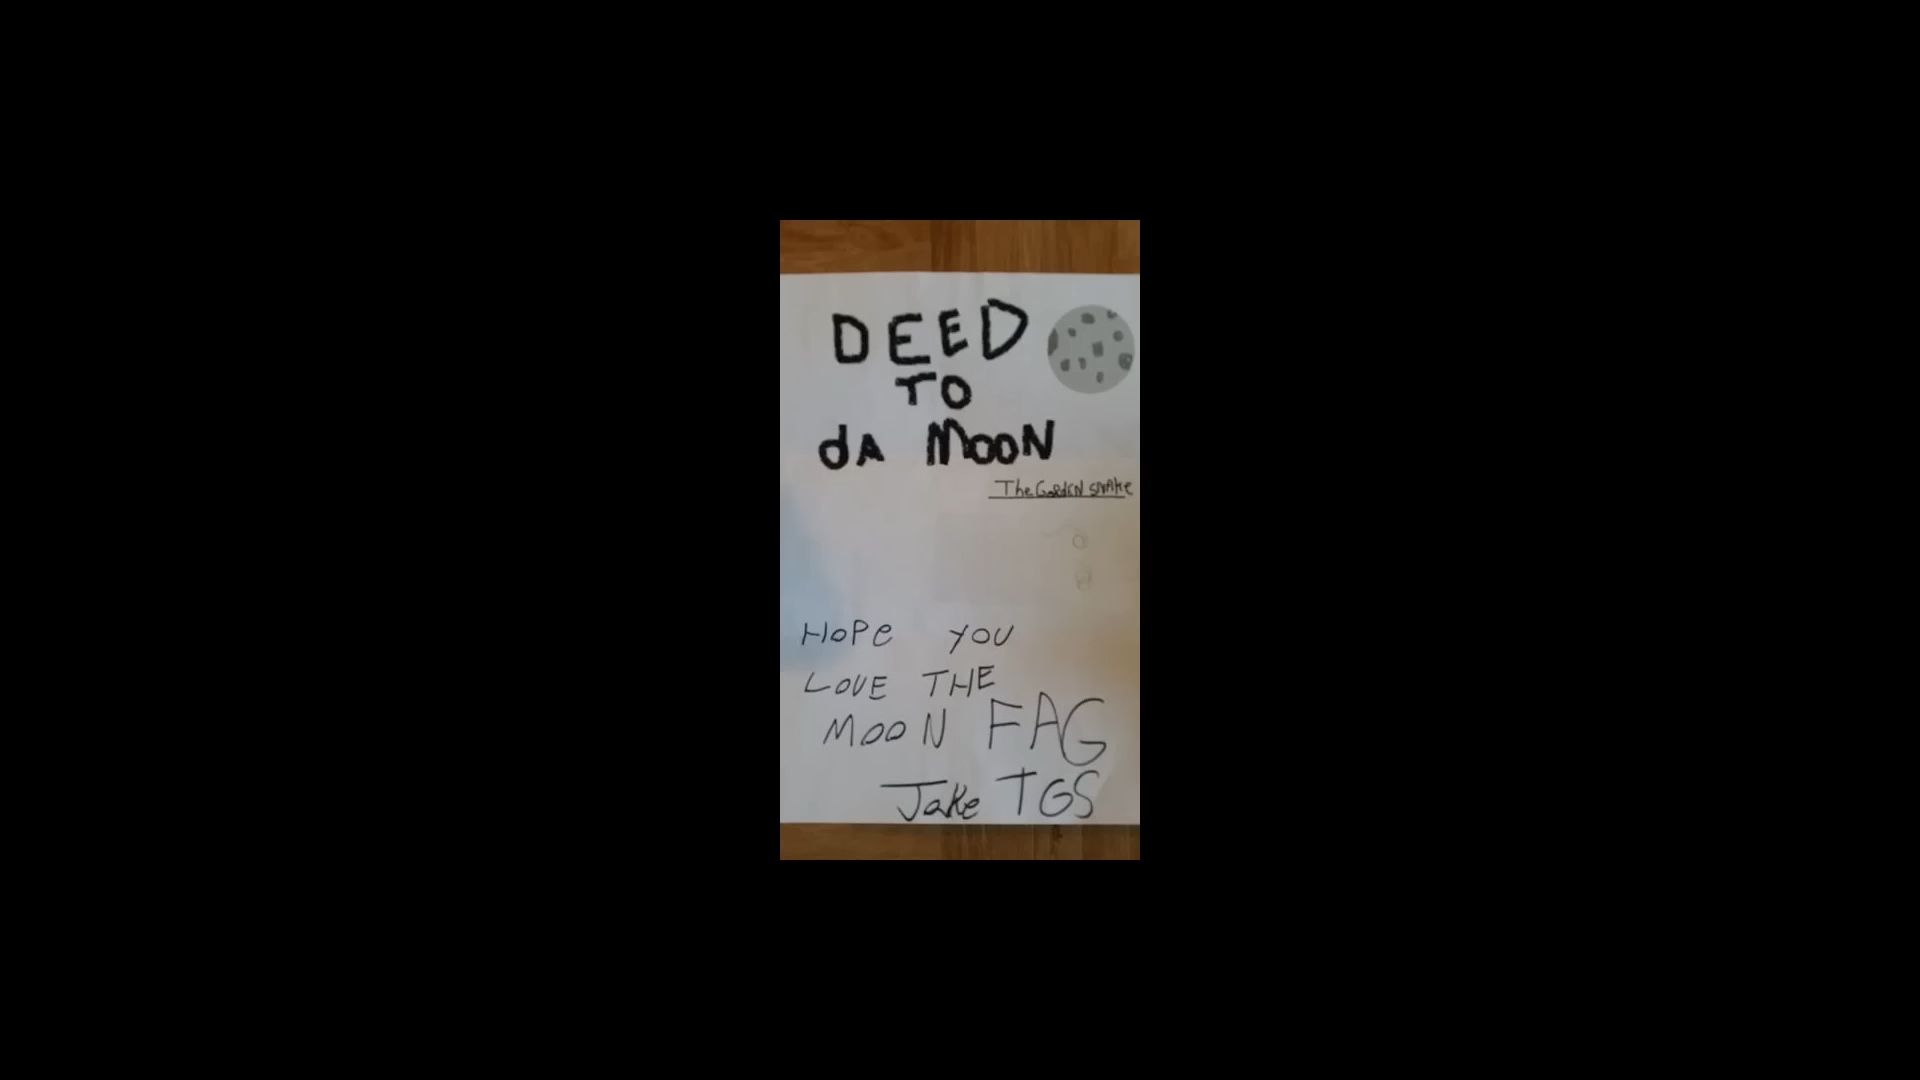 DEED
TO
dA MOON
The GARdEN SNAKe
HOPe YOU
LOVE THE
MOON FAG
Jake TGS